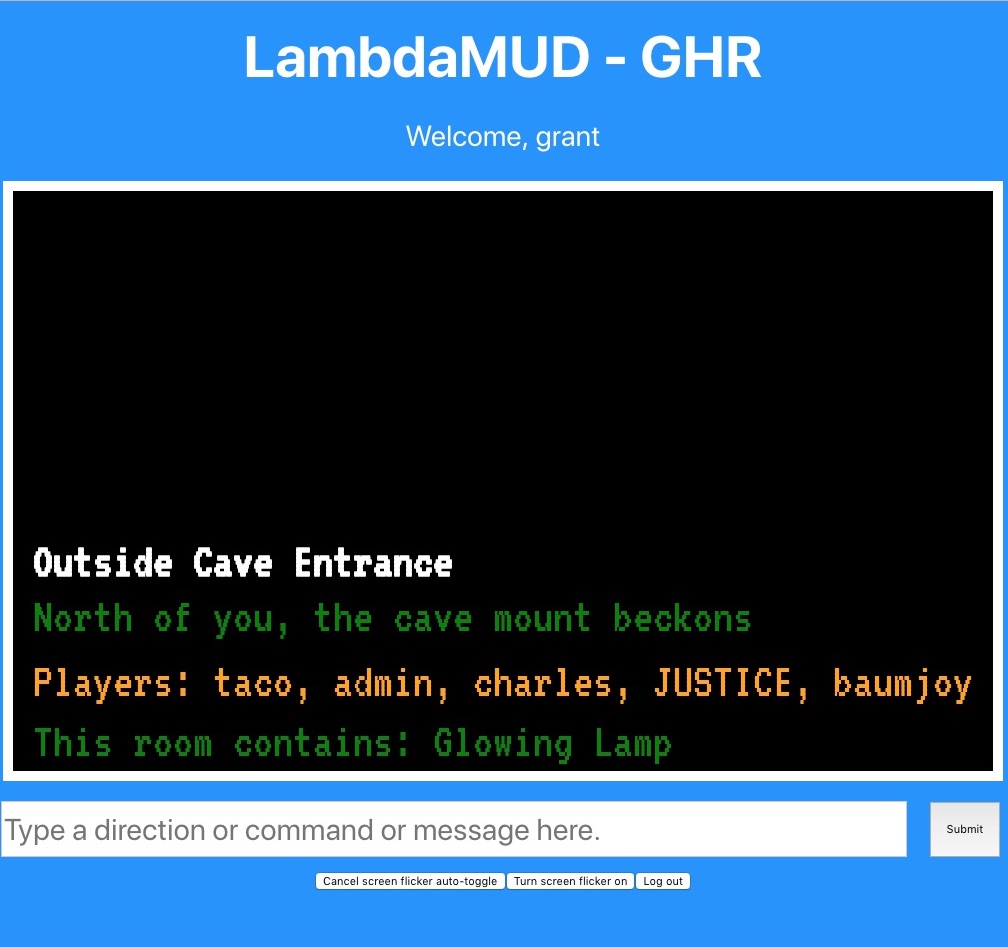 LambdaMUD - GHR
Welcome, grant
Outside Cave Entrance
North of you, the cave mount beckons
Players: taco, admin, charles, JUSTICE, baumjoy
This room contains: Glowing Lamp
Type a direction or command or message here.
Submit
Cancel screen flicker auto-toggle
Turn screen flicker on
Log out